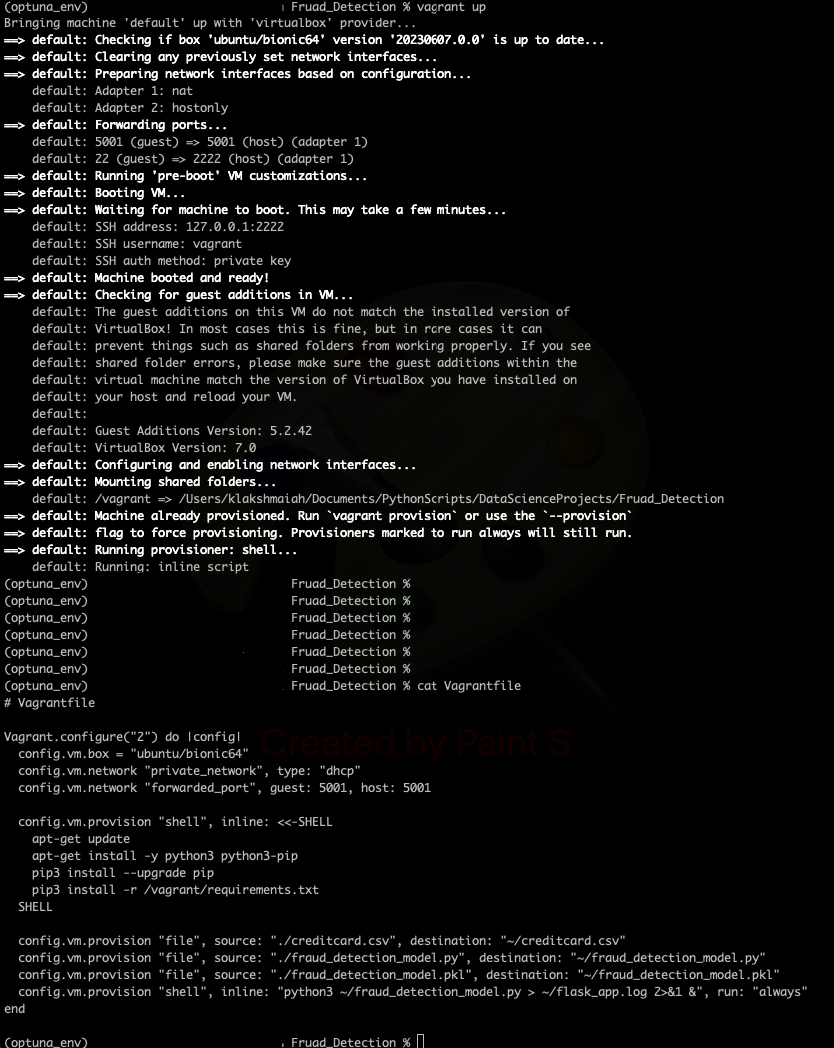 (optuna_env) Fruad_Detection % vagrant up
Bringing machine 'default' up with 'virtualbox' provider...
==> default: Checking if box 'ubuntu/bionic64' version '20230607.0.0' is up to date...
==> default: Clearing any previously set network interfaces...
==> default: Preparing network interfaces based on configuration...
    default: Adapter 1: nat
    default: Adapter 2: hostonly
==> default: Forwarding ports...
    default: 5001 (guest) => 5001 (host) (adapter 1)
    default: 22 (guest) => 2222 (host) (adapter 1)
==> default: Running 'pre-boot' VM customizations...
==> default: Booting VM...
==> default: Waiting for machine to boot. This may take a few minutes...
    default: SSH address: 127.0.0.1:2222
    default: SSH username: vagrant
    default: SSH auth method: private key
==> default: Machine booted and ready!
==> default: Checking for guest additions in VM...
    default: The guest additions on this VM do not match the installed version of
    default: VirtualBox! In most cases this is fine, but in rare cases it can
    default: prevent things such as shared folders from working properly. If you see
    default: shared folder errors, please make sure the guest additions within the
    default: virtual machine match the version of VirtualBox you have installed on
    default: your host and reload your VM.
    default:
    default: Guest Additions Version: 5.2.42
    default: VirtualBox Version: 7.0
==> default: Configuring and enabling network interfaces...
==> default: Mounting shared folders...
    default: /vagrant => /Users/klakshmaiah/Documents/PythonScripts/DataScienceProjects/Fruad_Detection
==> default: Machine already provisioned. Run `vagrant provision` or use the `--provision`
==> default: flag to force provisioning. Provisioners marked to run always will still run.
==> default: Running provisioner: shell...
    default: Running: inline script
(optuna_env) Fruad_Detection %
(optuna_env) Fruad_Detection %
(optuna_env) Fruad_Detection %
(optuna_env) Fruad_Detection %
(optuna_env) Fruad_Detection %
(optuna_env) Fruad_Detection %
(optuna_env) Fruad_Detection % cat Vagrantfile
# Vagrantfile
Vagrant.configure("2") do |config|
Created by Paint S
  config.vm.box = "ubuntu/bionic64"
  config.vm.network "private_network", type: "dhcp"
  config.vm.network "forwarded_port", guest: 5001, host: 5001
  config.vm.provision "shell", inline: <<-SHELL
    apt-get update
    apt-get install -y python3 python3-pip
    pip3 install --upgrade pip
    pip3 install -r /vagrant/requirements.txt
  SHELL
  config.vm.provision "file", source: "./creditcard.csv", destination: "~/creditcard.csv"
  config.vm.provision "file", source: "./fraud_detection_model.py", destination: "~/fraud_detection_model.py"
  config.vm.provision "file", source: "./fraud_detection_model.pkl", destination: "~/fraud_detection_model.pkl"
  config.vm.provision "shell", inline: "python3 ~/fraud_detection_model.py > ~/flask_app.log 2>&1 &", run: "always"
end
(optuna_env) Fruad_Detection %